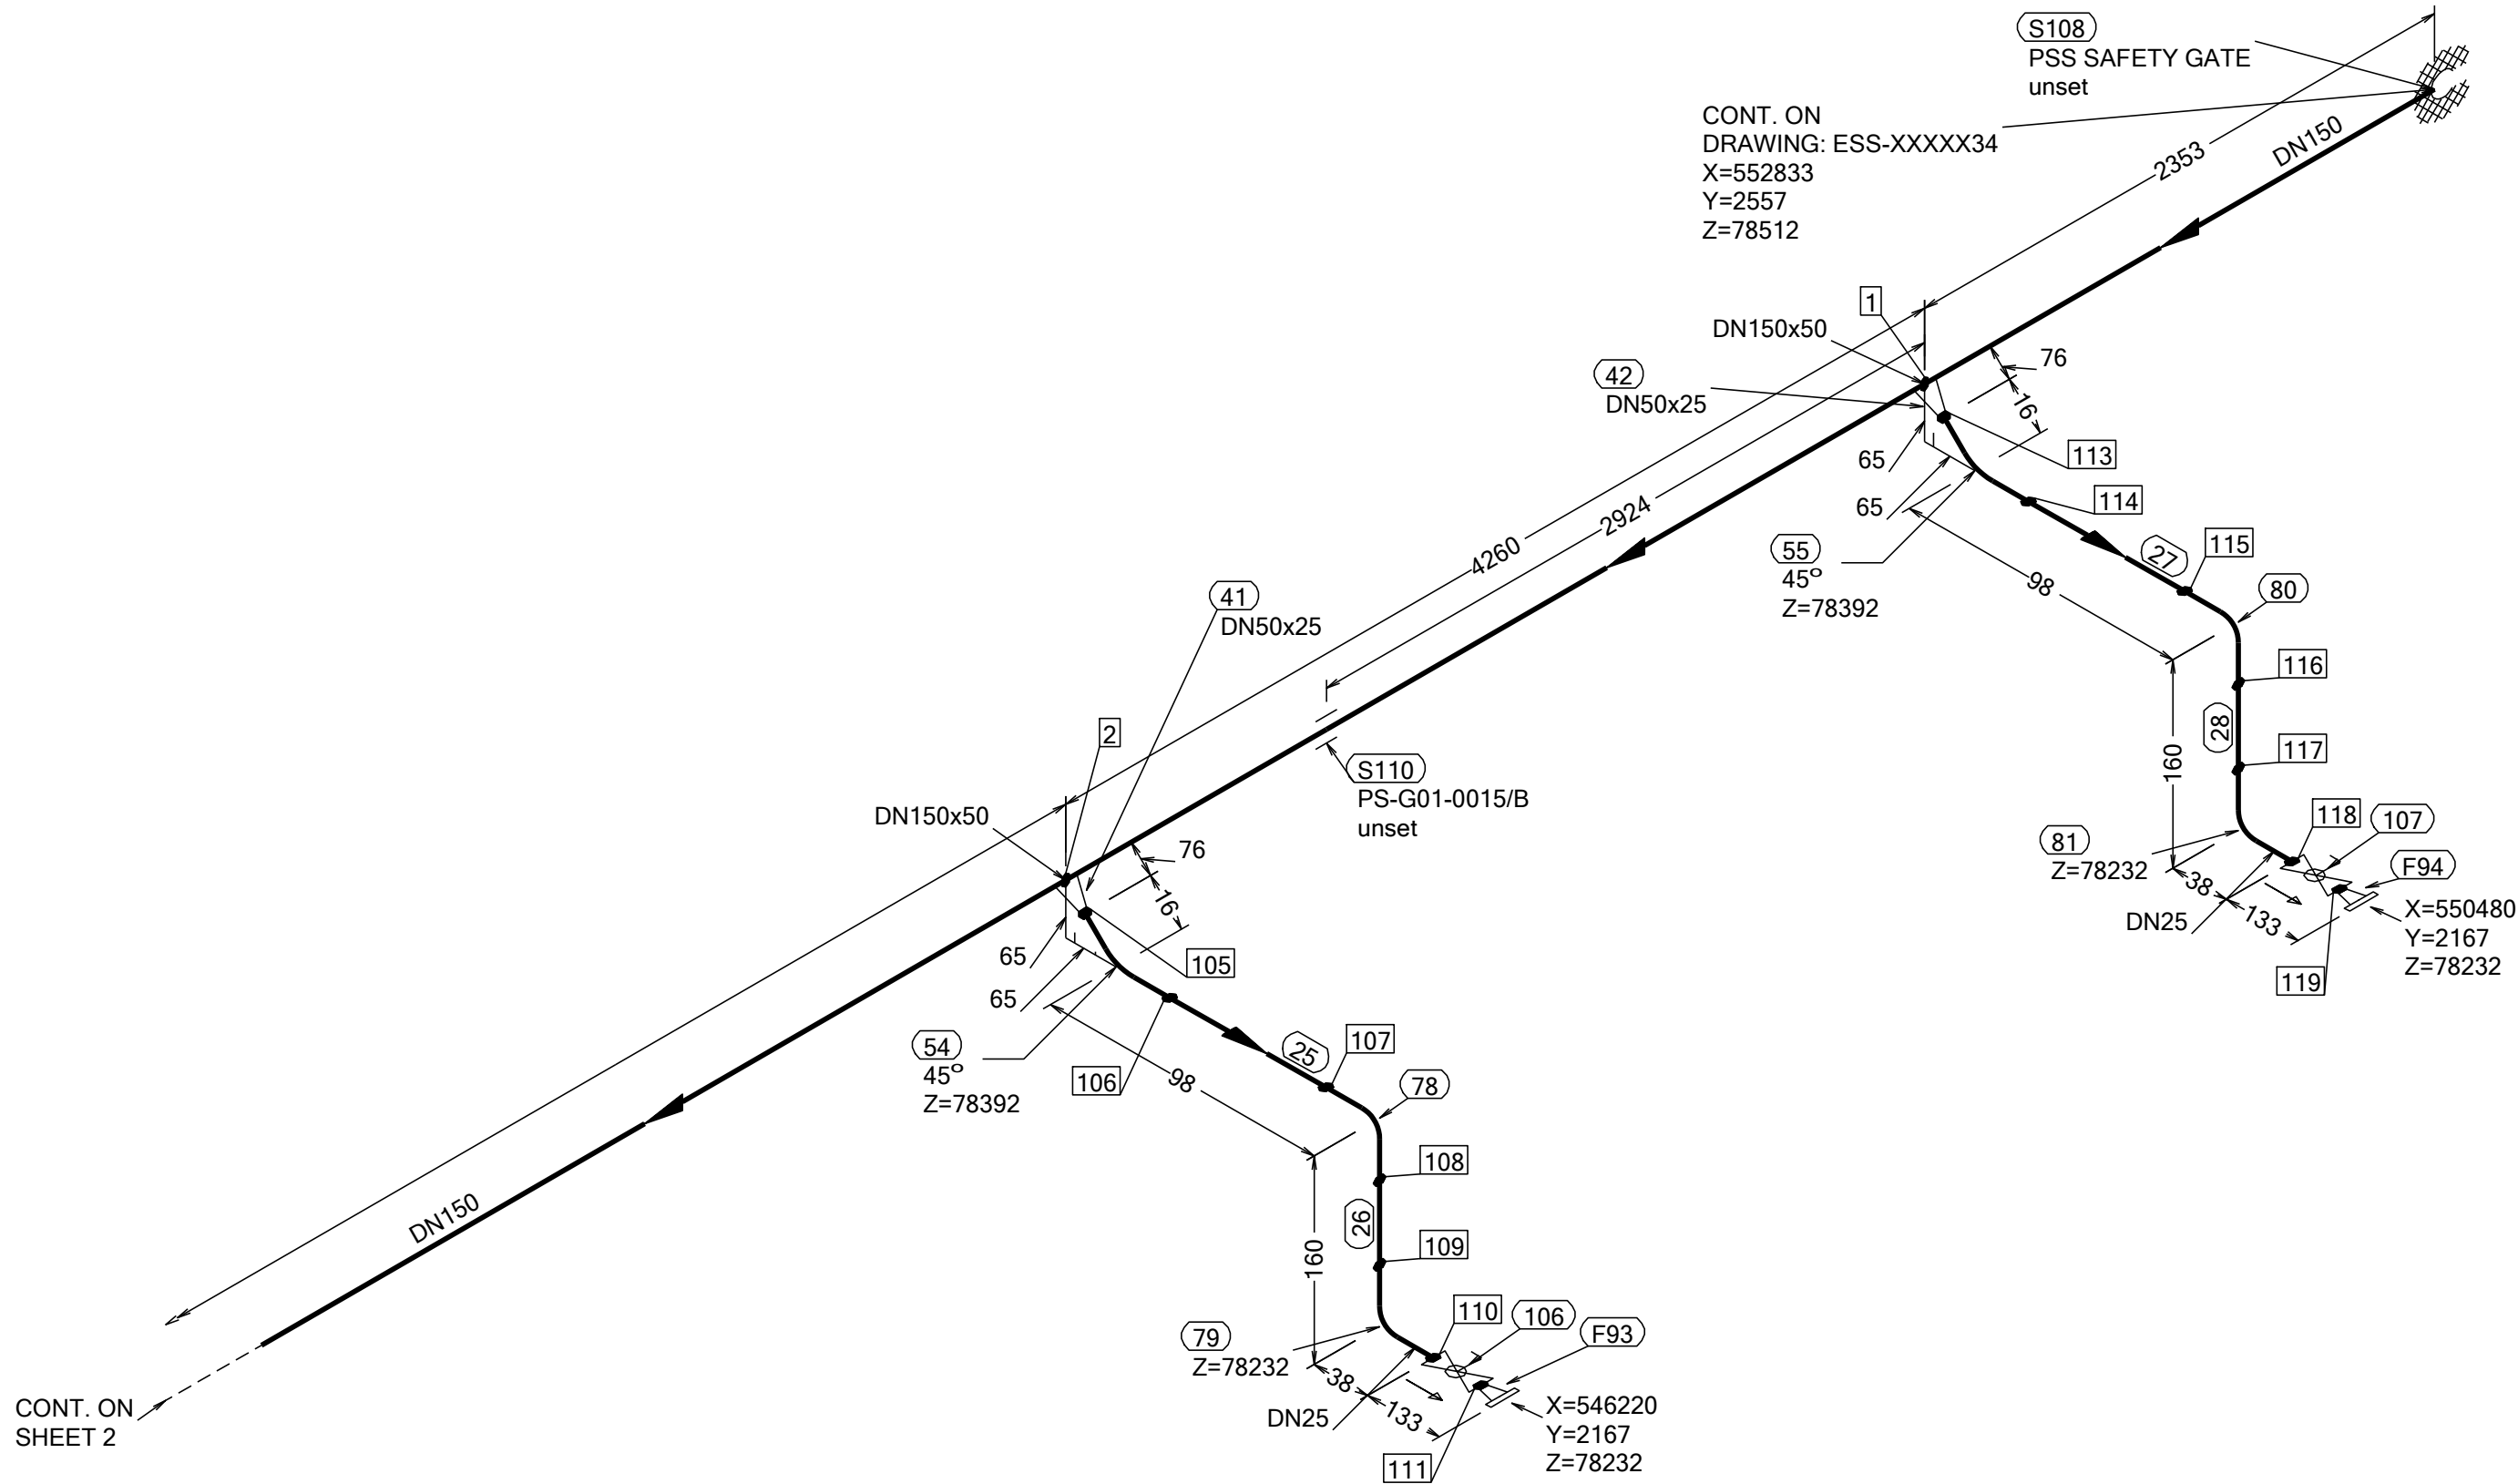 S108
PSS SAFETY GATE
unset
CONT. ON
DRAWING: ESS-XXXXX34
X=552833
Y=2557
Z=78512
2353
DN150
1
DN150x50
42
DN50x25
76
16
65
113
65
114
55
45°
Z=78392
27
115
80
98
116
28
117
160
81
Z=78232
118
107
F94
38
133
DN25
X=550480
Y=2167
Z=78232
119
2924
4260
41
DN50x25
2
S110
PS-G01-0015/B
unset
DN150x50
76
16
65
105
65
54
45°
Z=78392
106
25
107
98
78
108
26
109
160
79
Z=78232
110
106
F93
38
133
DN25
X=546220
Y=2167
Z=78232
111
DN150
CONT. ON
SHEET 2